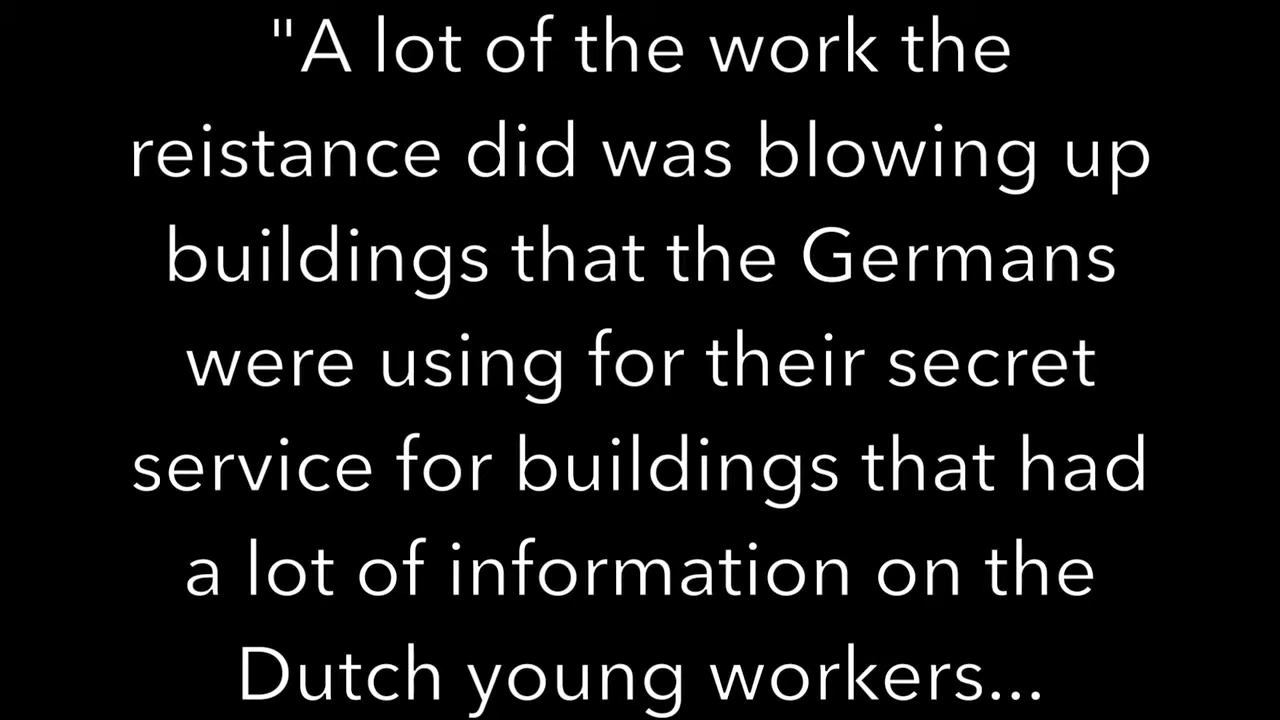 "A lot of the work the
reistance did was blowing up
buildings that the Germans
were using for their secret
service for buildings that had
a lot of information on the
Dutch young workers...